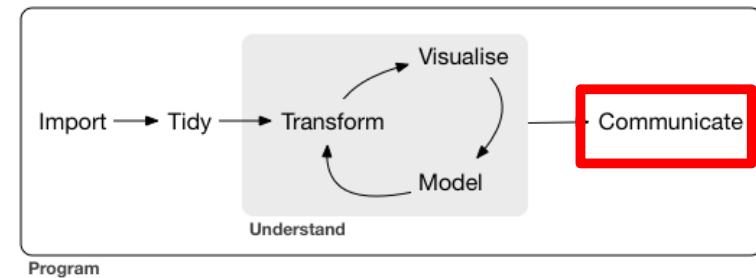 Visualise
Import Tidy Transform Communicate
Model
Understand
Program